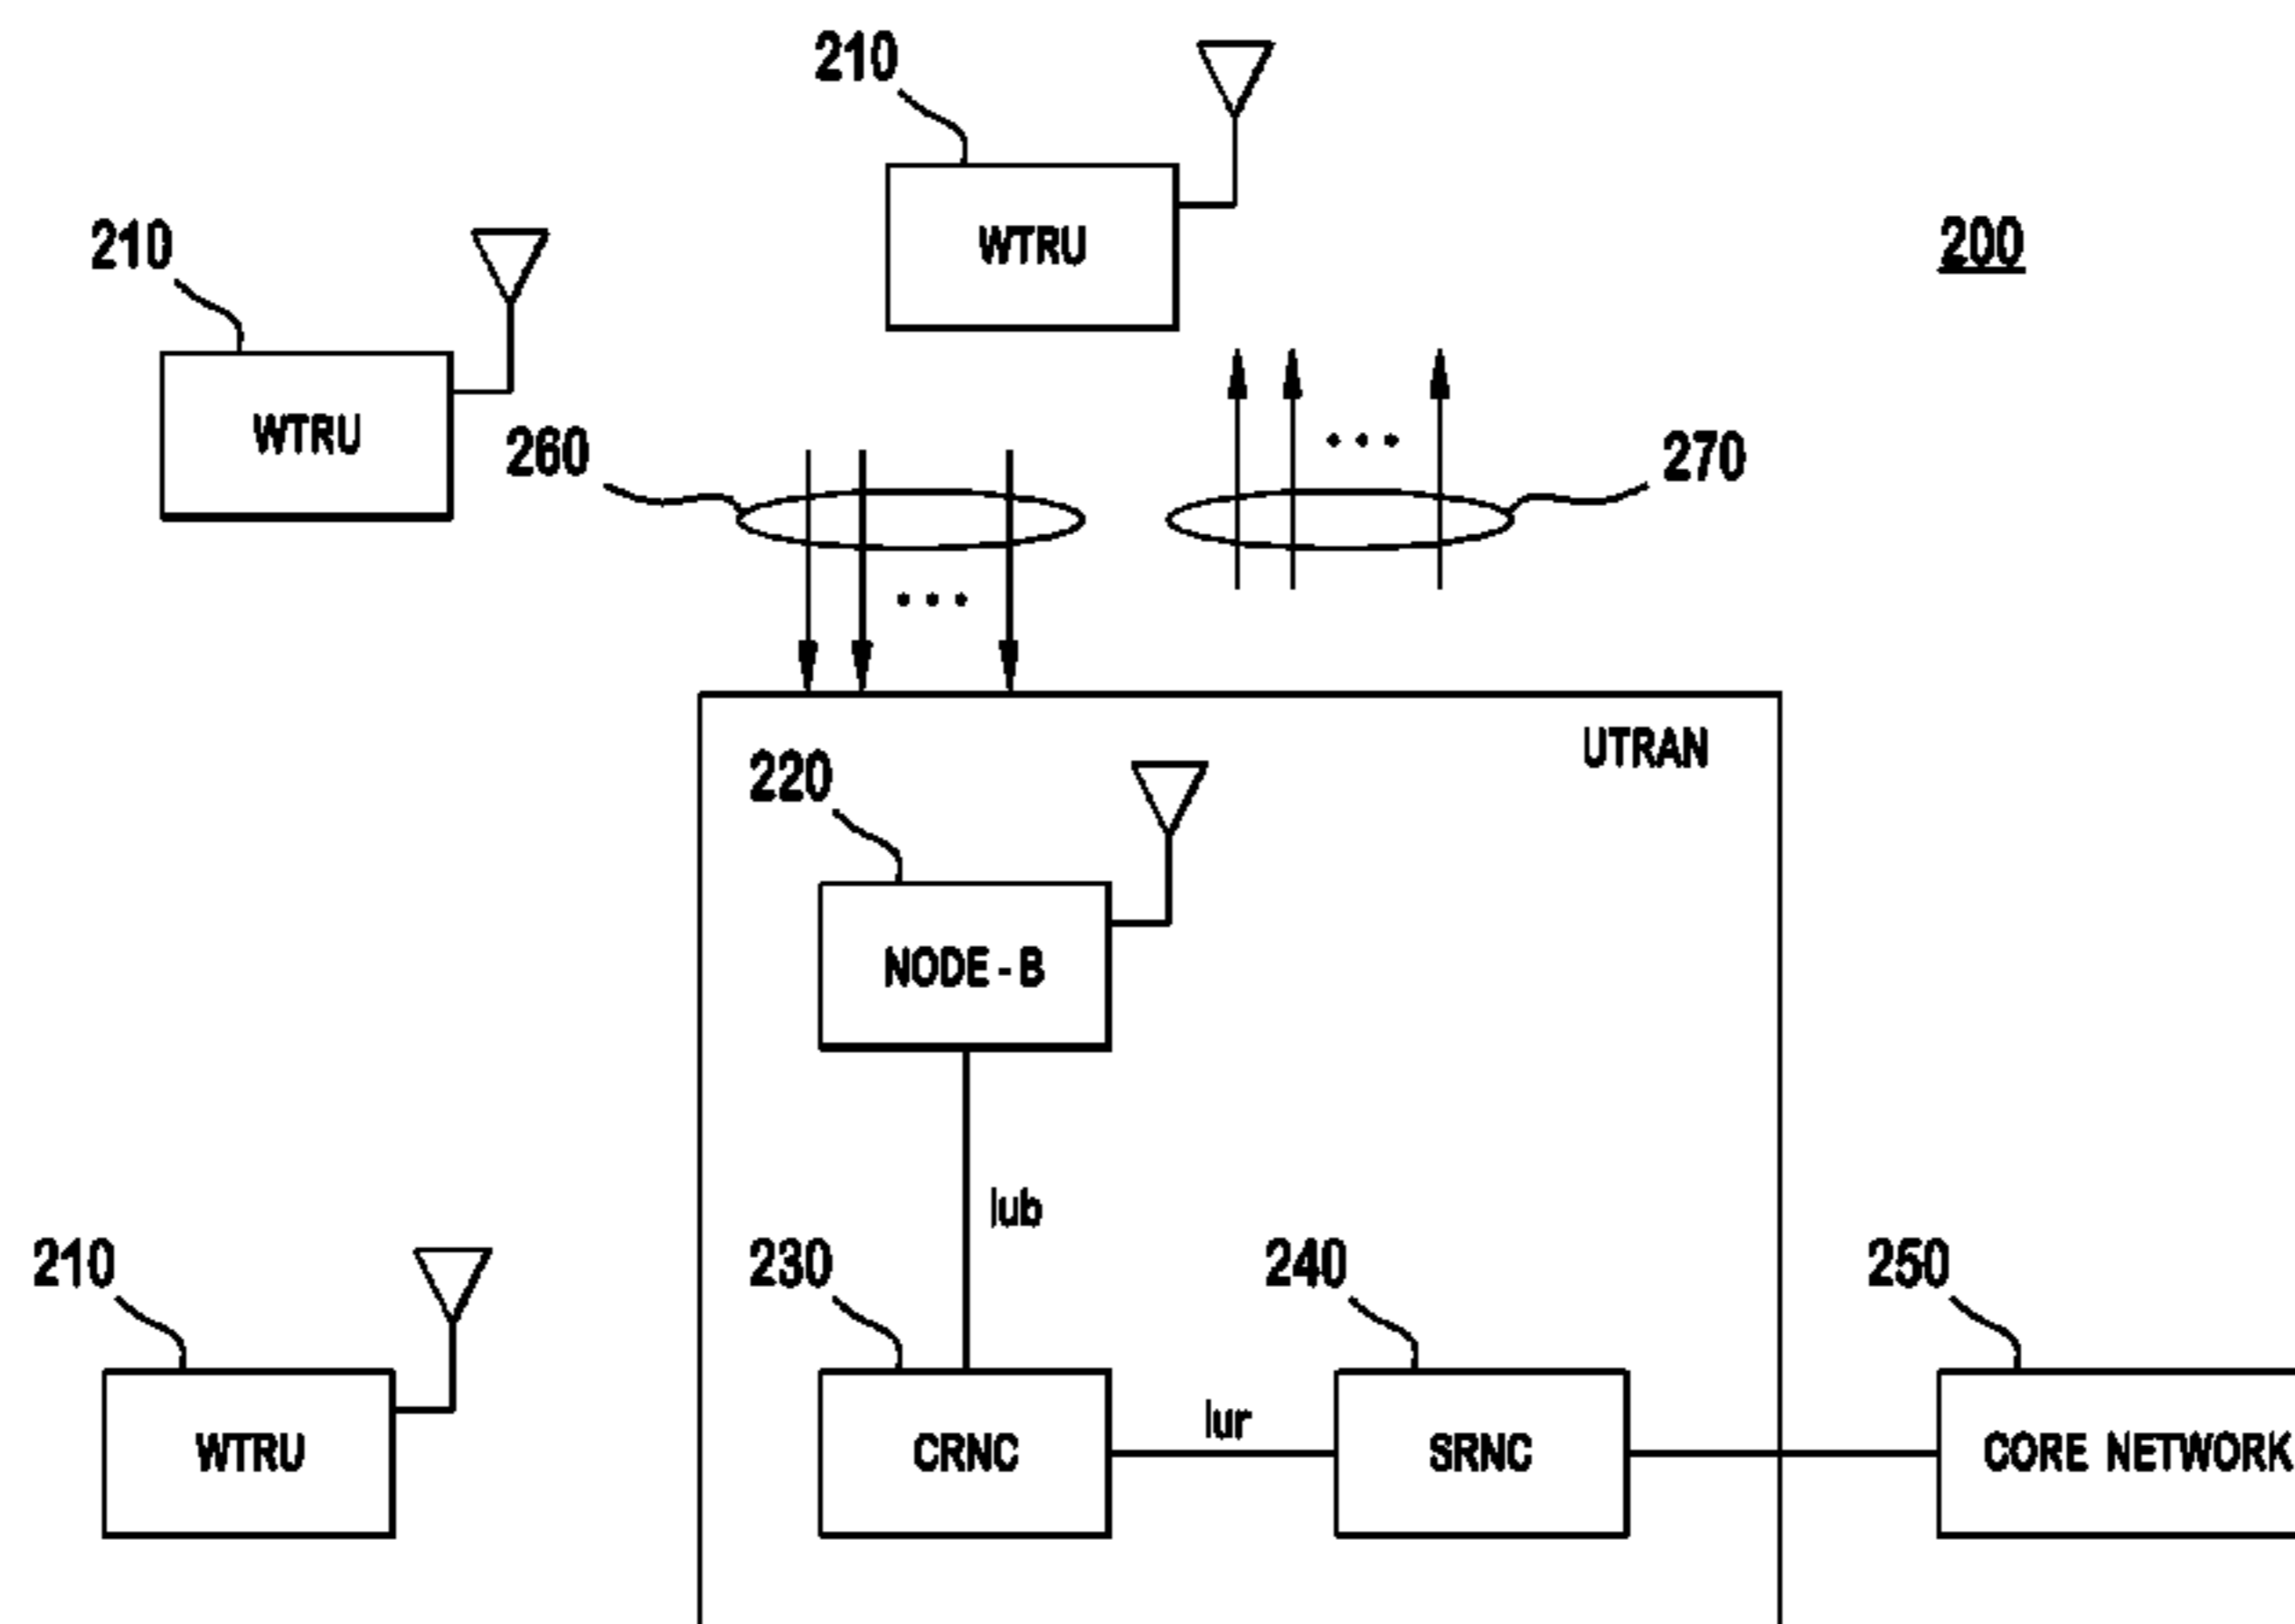 210
WTRU
200
210
WTRU
260
270
UTRAN
220
NODE - B
Iub
210
WTRU
230
CRNC
Iur
240
SRNC
250
CORE NETWORK